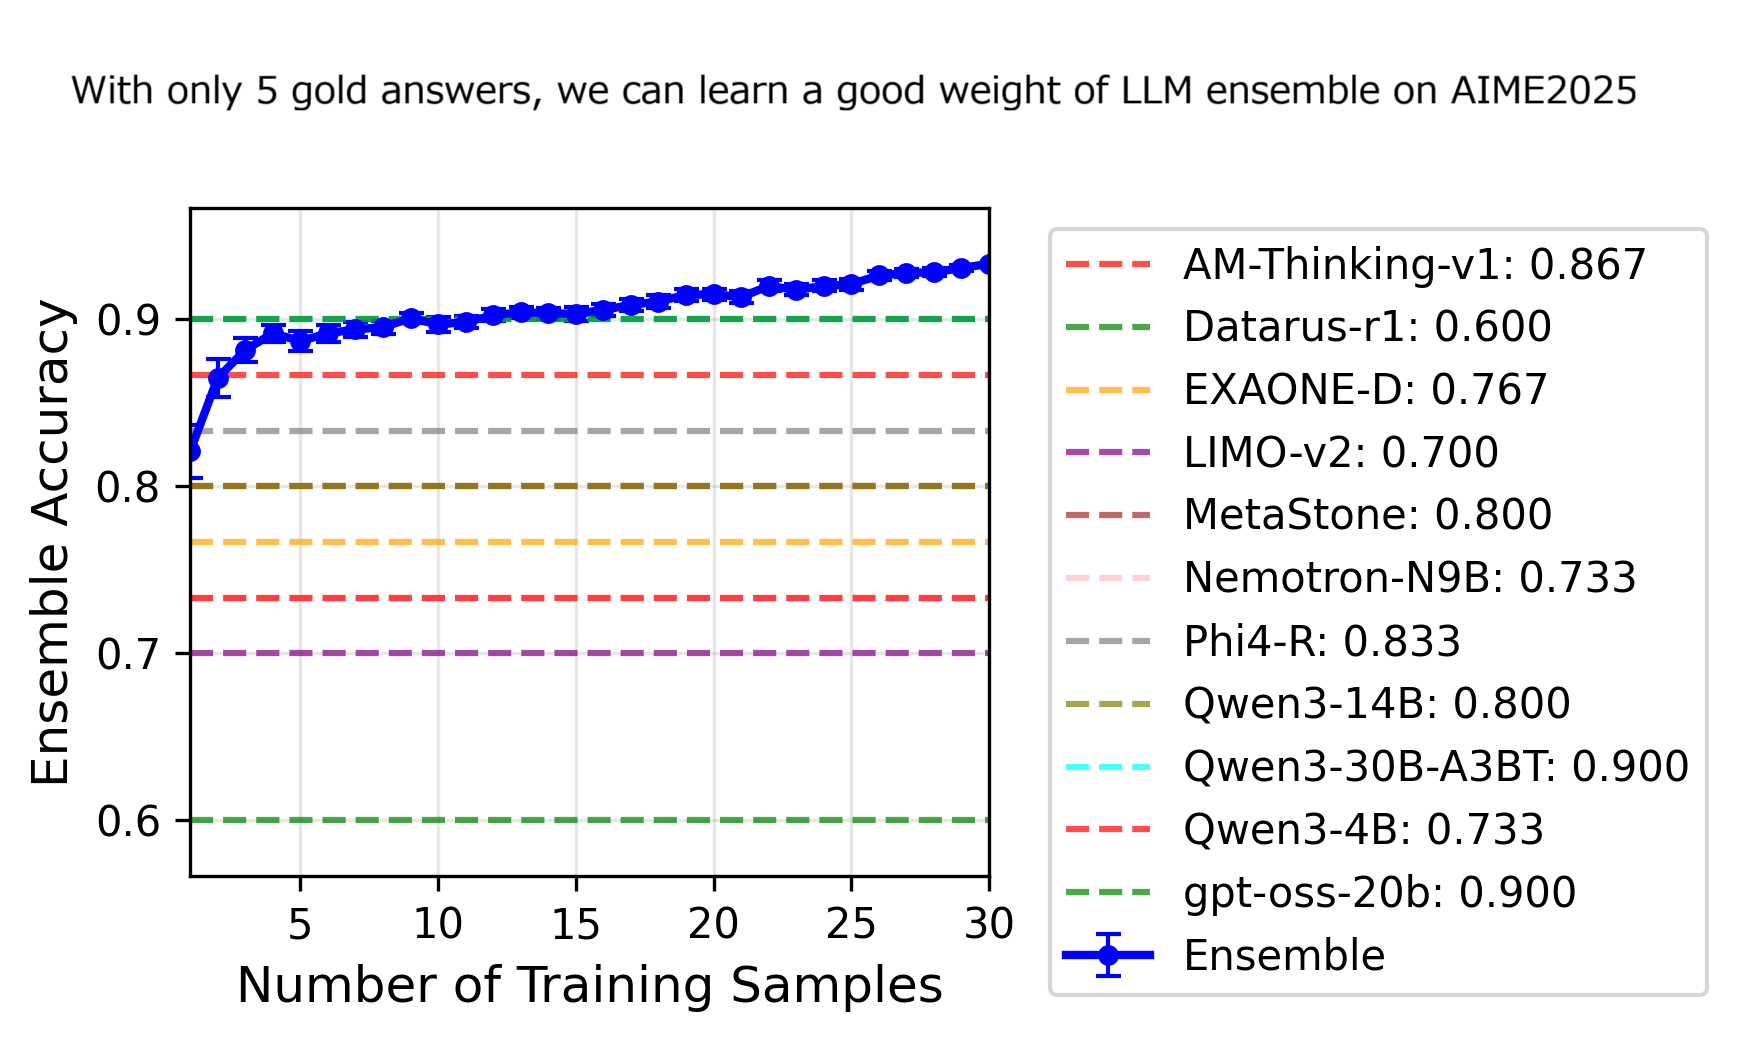 With only 5 gold answers, we can learn a good weight of LLM ensemble on AIME2025
Ensemble Accuracy
0.9
0.8
0.7
0.6
5 10 15 20 25 30
Number of Training Samples
AM-Thinking-v1: 0.867
Datarus-r1: 0.600
EXAONE-D: 0.767
LIMO-v2: 0.700
MetaStone: 0.800
Nemotron-N9B: 0.733
Phi4-R: 0.833
Qwen3-14B: 0.800
Qwen3-30B-A3BT: 0.900
Qwen3-4B: 0.733
gpt-oss-20b: 0.900
Ensemble